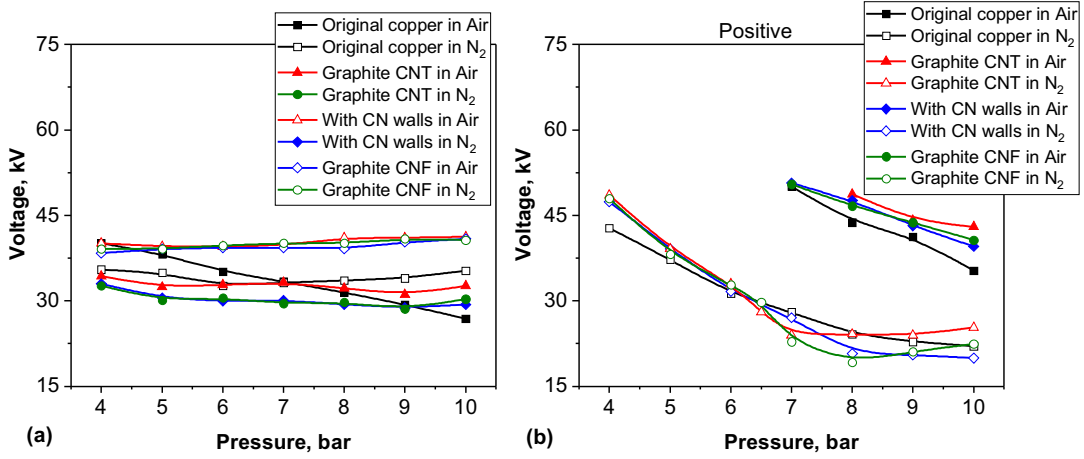 Original copper in Air
Original copper in N2
Graphite CNT in Air
Graphite CNT in N2
With CN walls in Air
With CN walls in N2
Graphite CNF in Air
Graphite CNF in N2
75
60
45
30
15
Voltage, kV
4 5 6 7 8 9 10
Pressure, bar
(a)
Positive
Original copper in Air
Original copper in N2
Graphite CNT in Air
Graphite CNT in N2
With CN walls in Air
With CN walls in N2
Graphite CNF in Air
Graphite CNF in N2
75
60
45
30
15
Voltage, kV
4 5 6 7 8 9 10
Pressure, bar
(b)